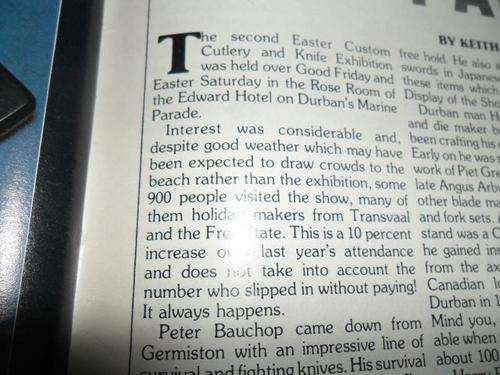 BY KEITH
The second Easter Custom
Cutlery and Knife Exhibition
was held over Good Friday and
Easter Saturday in the Rose Room of
the Edward Hotel on Durban's Marine
Parade.
Interest was considerable and,
despite good weather which may have
been expected to draw crowds to the
beach rather than the exhibition, some
900 people visited the show, many of
them holiday makers from Transvaal
and the Free State. This is a 10 percent
increase over last year's attendance
and does not take into account the
number who slipped in without paying!
It always happens.
Peter Bauchop came down from
Germiston with an impressive line of
survival and fighting knives. His survival
free hold. He also
swords in Japanese
these items which
Display of the
Durban man
and die maker
been crafting his
Early on he was
work of Piet
late Angus
other blade
and fork sets.
stand was a
he gained
from the
Canadian
Durban in
Mind you,
able when
about 100